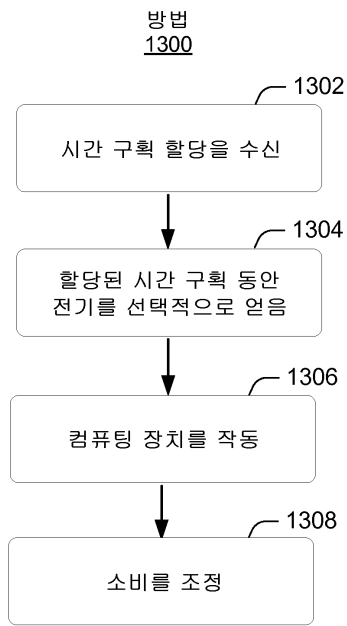 방법
1300
1302
시간 구획 할당을 수신
1304
할당된 시간 구획 동안
전기를 선택적으로 얻음
1306
컴퓨팅 장치를 작동
1308
소비를 조정